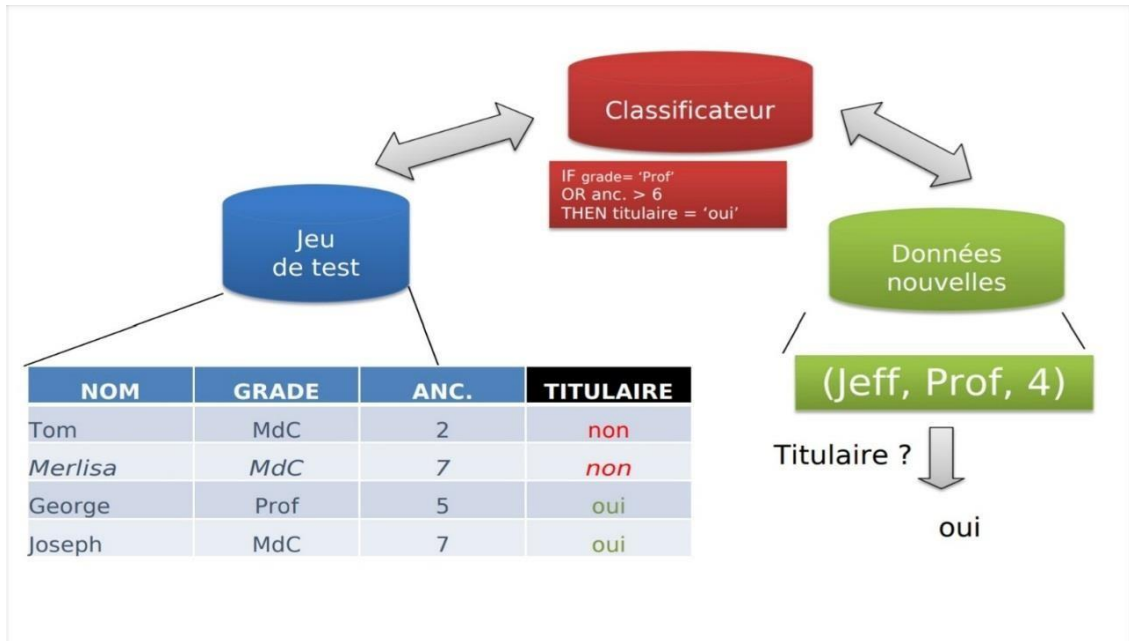 Classificateur
IF grade= ‘Prof’
OR anc. > 6
THEN titulaire = ‘oui’
Jeu
de test
Données
nouvelles
NOM GRADE ANC. TITULAIRE
Tom MdC 2 non
Merlisa MdC 7 non
George Prof 5 oui
Joseph MdC 7 oui
(Jeff, Prof, 4)
Titulaire ?
oui